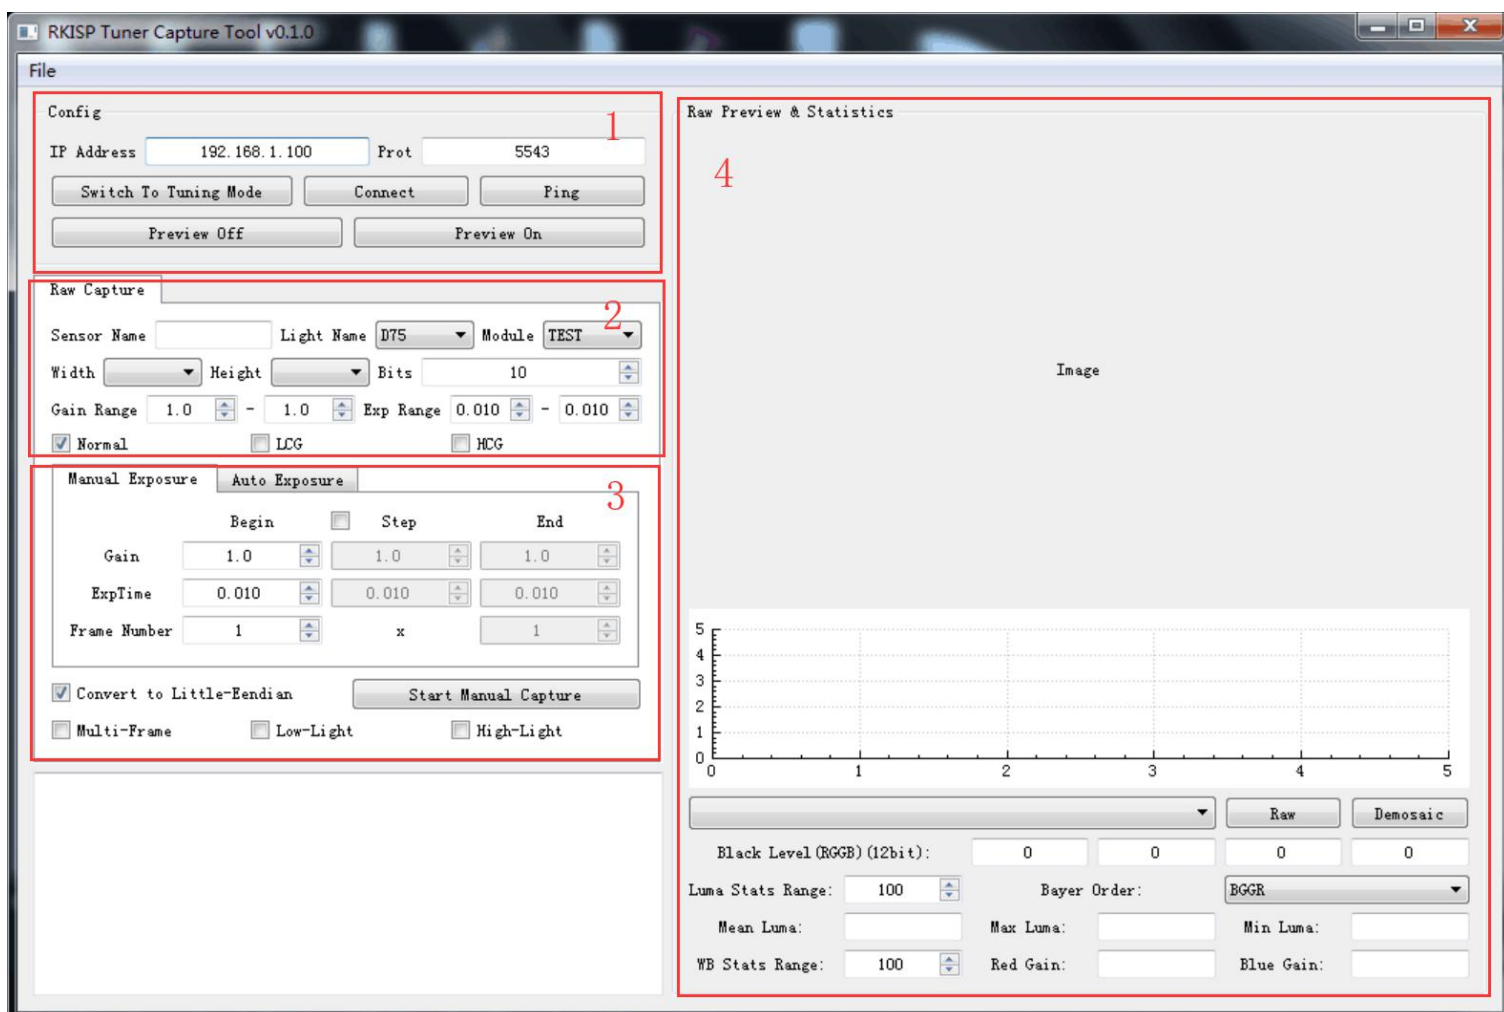 RKISP Tuner Capture Tool v0.1.0
File
Config
1
IP Address 192.168.1.100 Prot 5543
Switch To Tuning Mode Connect Ping
Preview Off Preview On
Raw Capture
2
Sensor Name Light Name D75 Module TEST
Width Height Bits 10
Gain Range 1.0 - 1.0 Exp Range 0.010 - 0.010
Normal LCG HCG
Manual Exposure Auto Exposure
3
Begin Step End
Gain 1.0 1.0 1.0
ExpTime 0.010 0.010 0.010
Frame Number 1 x 1
Convert to Little-Eendian Start Manual Capture
Multi-Frame Low-Light High-Light
Raw Preview & Statistics
4
Image
5
4
3
2
1
0
0 1 2 3 4 5
Raw Demosaic
Black Level(RGGB)(12bit): 0 0 0 0
Luma Stats Range: 100 Bayer Order: BGGR
Mean Luma: Max Luma: Min Luma:
WB Stats Range: 100 Red Gain: Blue Gain: